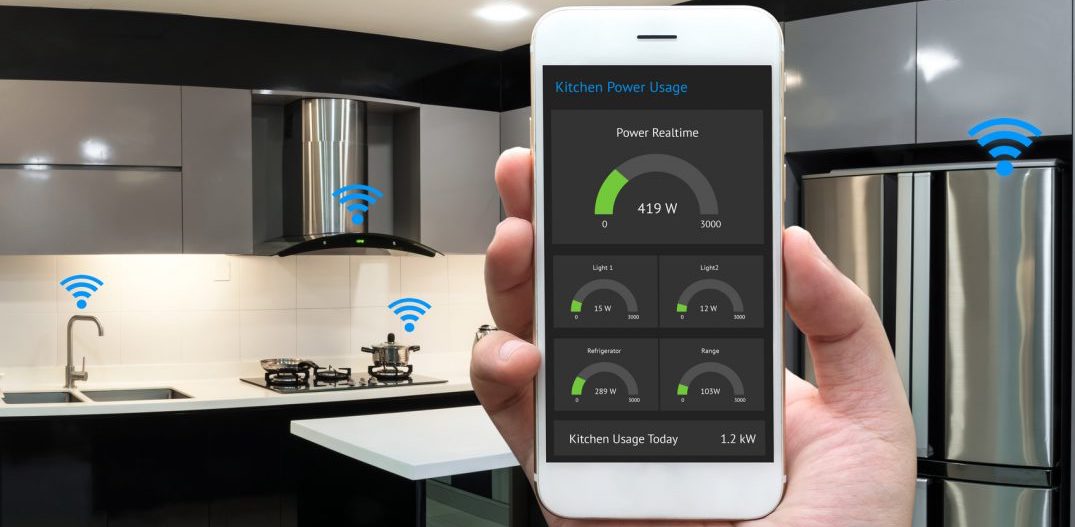 Kitchen Power Usage
Power Realtime
419 W
0 3000
Light 1 Light2
15 W 12 W
0 3000 0 3000
Refrigerator Range
289 W 103W
0 3000 0 3000
Kitchen Usage Today 1.2 kW